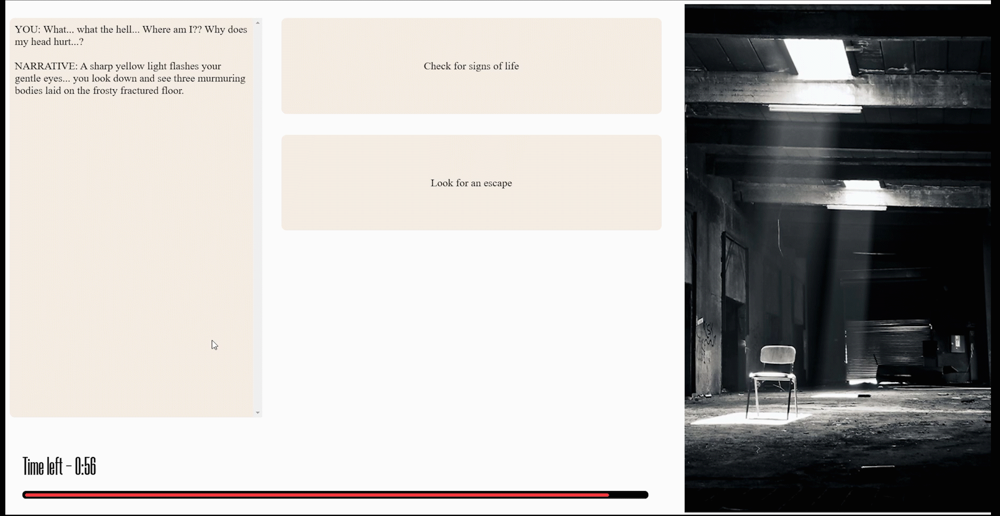 YOU: What... what the hell... Where am I?? Why does
my head hurt...?
NARRATIVE: A sharp yellow light flashes your
gentle eyes... you look down and see three murmuring
bodies laid on the frosty fractured floor.
Check for signs of life
Look for an escape
Time left - 0:56